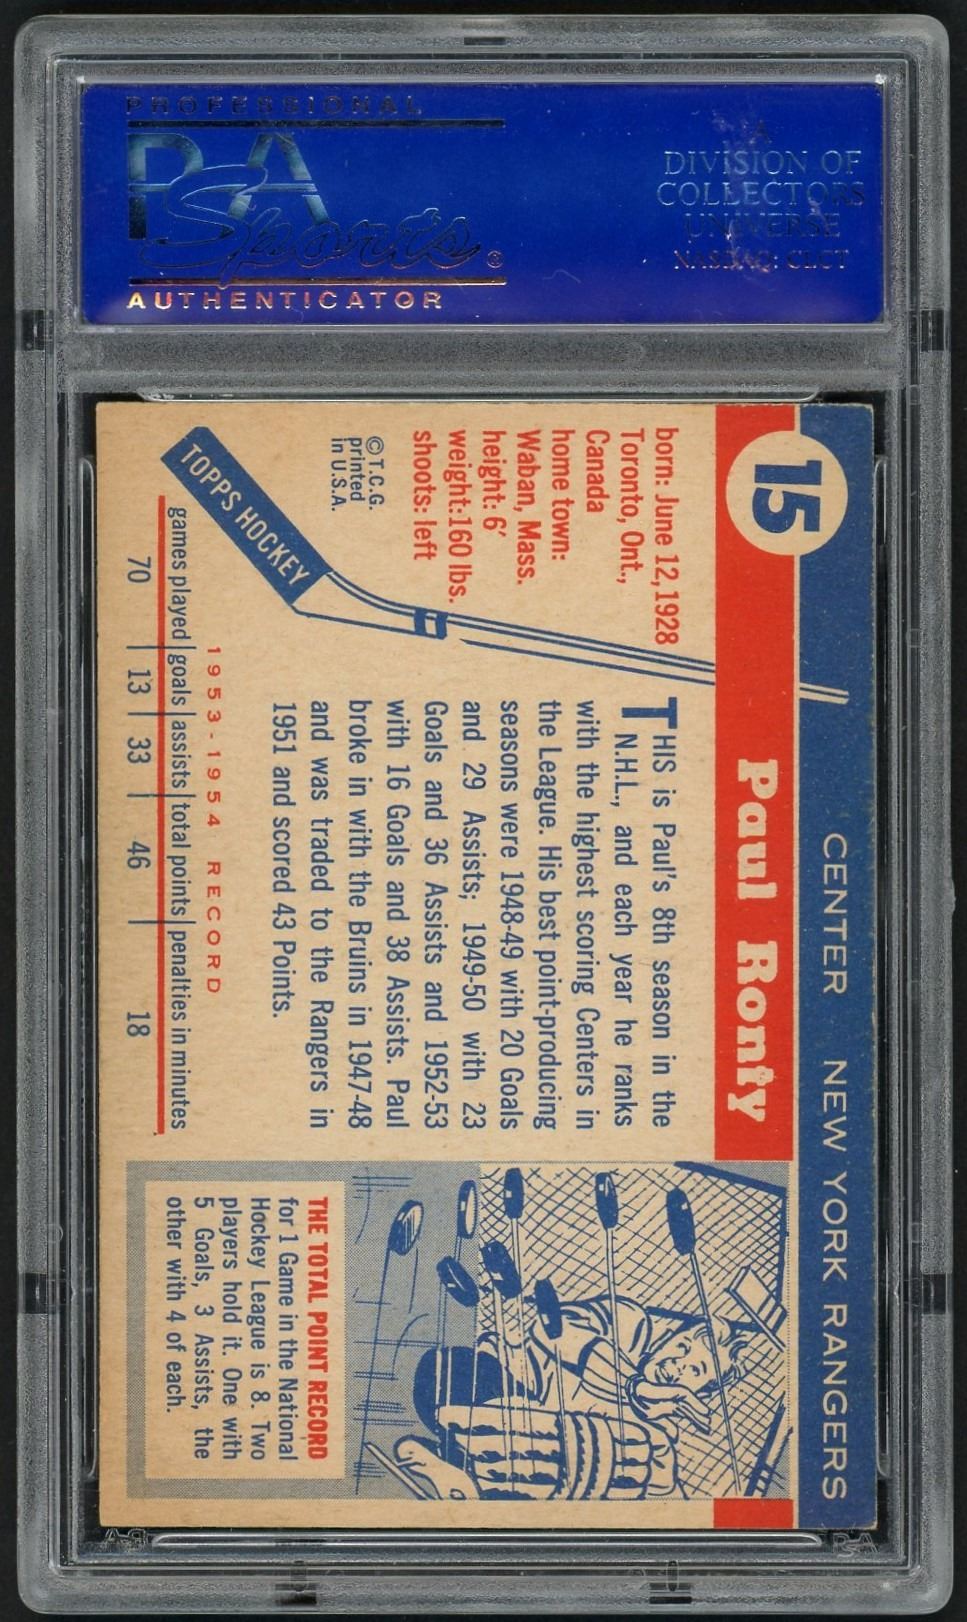 PROFESSIONAL
PSA
Sports®
AUTHENTICATOR
A
DIVISION OF
COLLECTORS
UNIVERSE
NASDAQ: CLCT
CENTER NEW YORK RANGERS
15
Paul Ronty
born: June 12, 1928
Toronto, Ont.,
Canada
home town:
Waban, Mass.
height: 6'
weight: 160 lbs.
shoots: left
© T.C.G.
printed
in U.S.A.
TOPPS HOCKEY
THIS is Paul's 8th season in the
N.H.L., and each year he ranks
with the highest scoring Centers in
the League. His best point-producing
seasons were 1948-49 with 20 Goals
and 29 Assists; 1949-50 with 23
Goals and 36 Assists and 1952-53
with 16 Goals and 38 Assists. Paul
broke in with the Bruins in 1947-48
and was traded to the Rangers in
1951 and scored 43 Points.
1953-1954 RECORD
games played | goals | assists | total points | penalties in minutes
70 | 13 | 33 | 46 | 18
THE TOTAL POINT RECORD
for 1 Game in the National
Hockey League is 8. Two
players hold it. One with
5 Goals, 3 Assists, the
other with 4 of each.
PSA
PSA